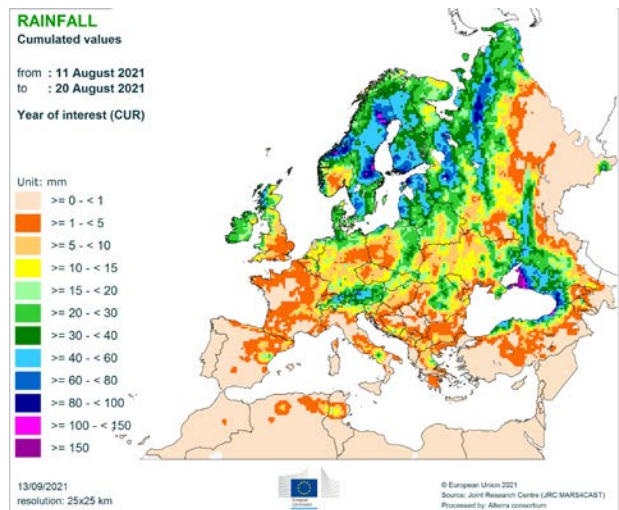 RAINFALL
Cumulated values
from : 11 August 2021
to : 20 August 2021
Year of interest (CUR)
Unit: mm
>= 0 - < 1
>= 1 - < 5
>= 5 - < 10
>= 10 - < 15
>= 15 - < 20
>= 20 - < 30
>= 30 - < 40
>= 40 - < 60
>= 60 - < 80
>= 80 - < 100
>= 100 - < 150
>= 150
13/09/2021
resolution: 25x25 km
European
Commission
© European Union 2021
Source: Joint Research Centre (JRC MARS4CAST)
Processed by: Alterra consortium